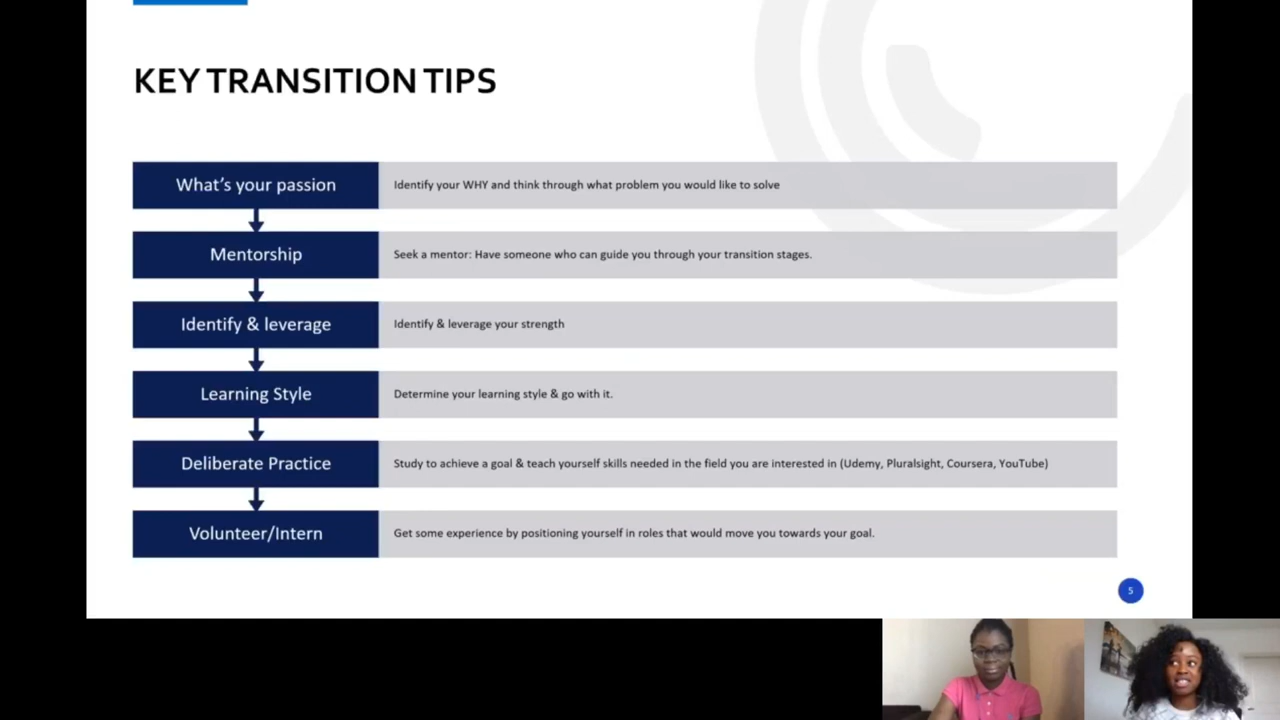 KEY TRANSITION TIPS
What's your passion
Identify your WHY and think through what problem you would like to solve
Mentorship
Seek a mentor: Have someone who can guide you through your transition stages.
Identify & leverage
Identify & leverage your strength
Learning Style
Determine your learning style & go with it.
Deliberate Practice
Study to achieve a goal & teach yourself skills needed in the field you are interested in (Udemy, Pluralsight, Coursera, YouTube)
Volunteer/Intern
Get some experience by positioning yourself in roles that would move you towards your goal.
5